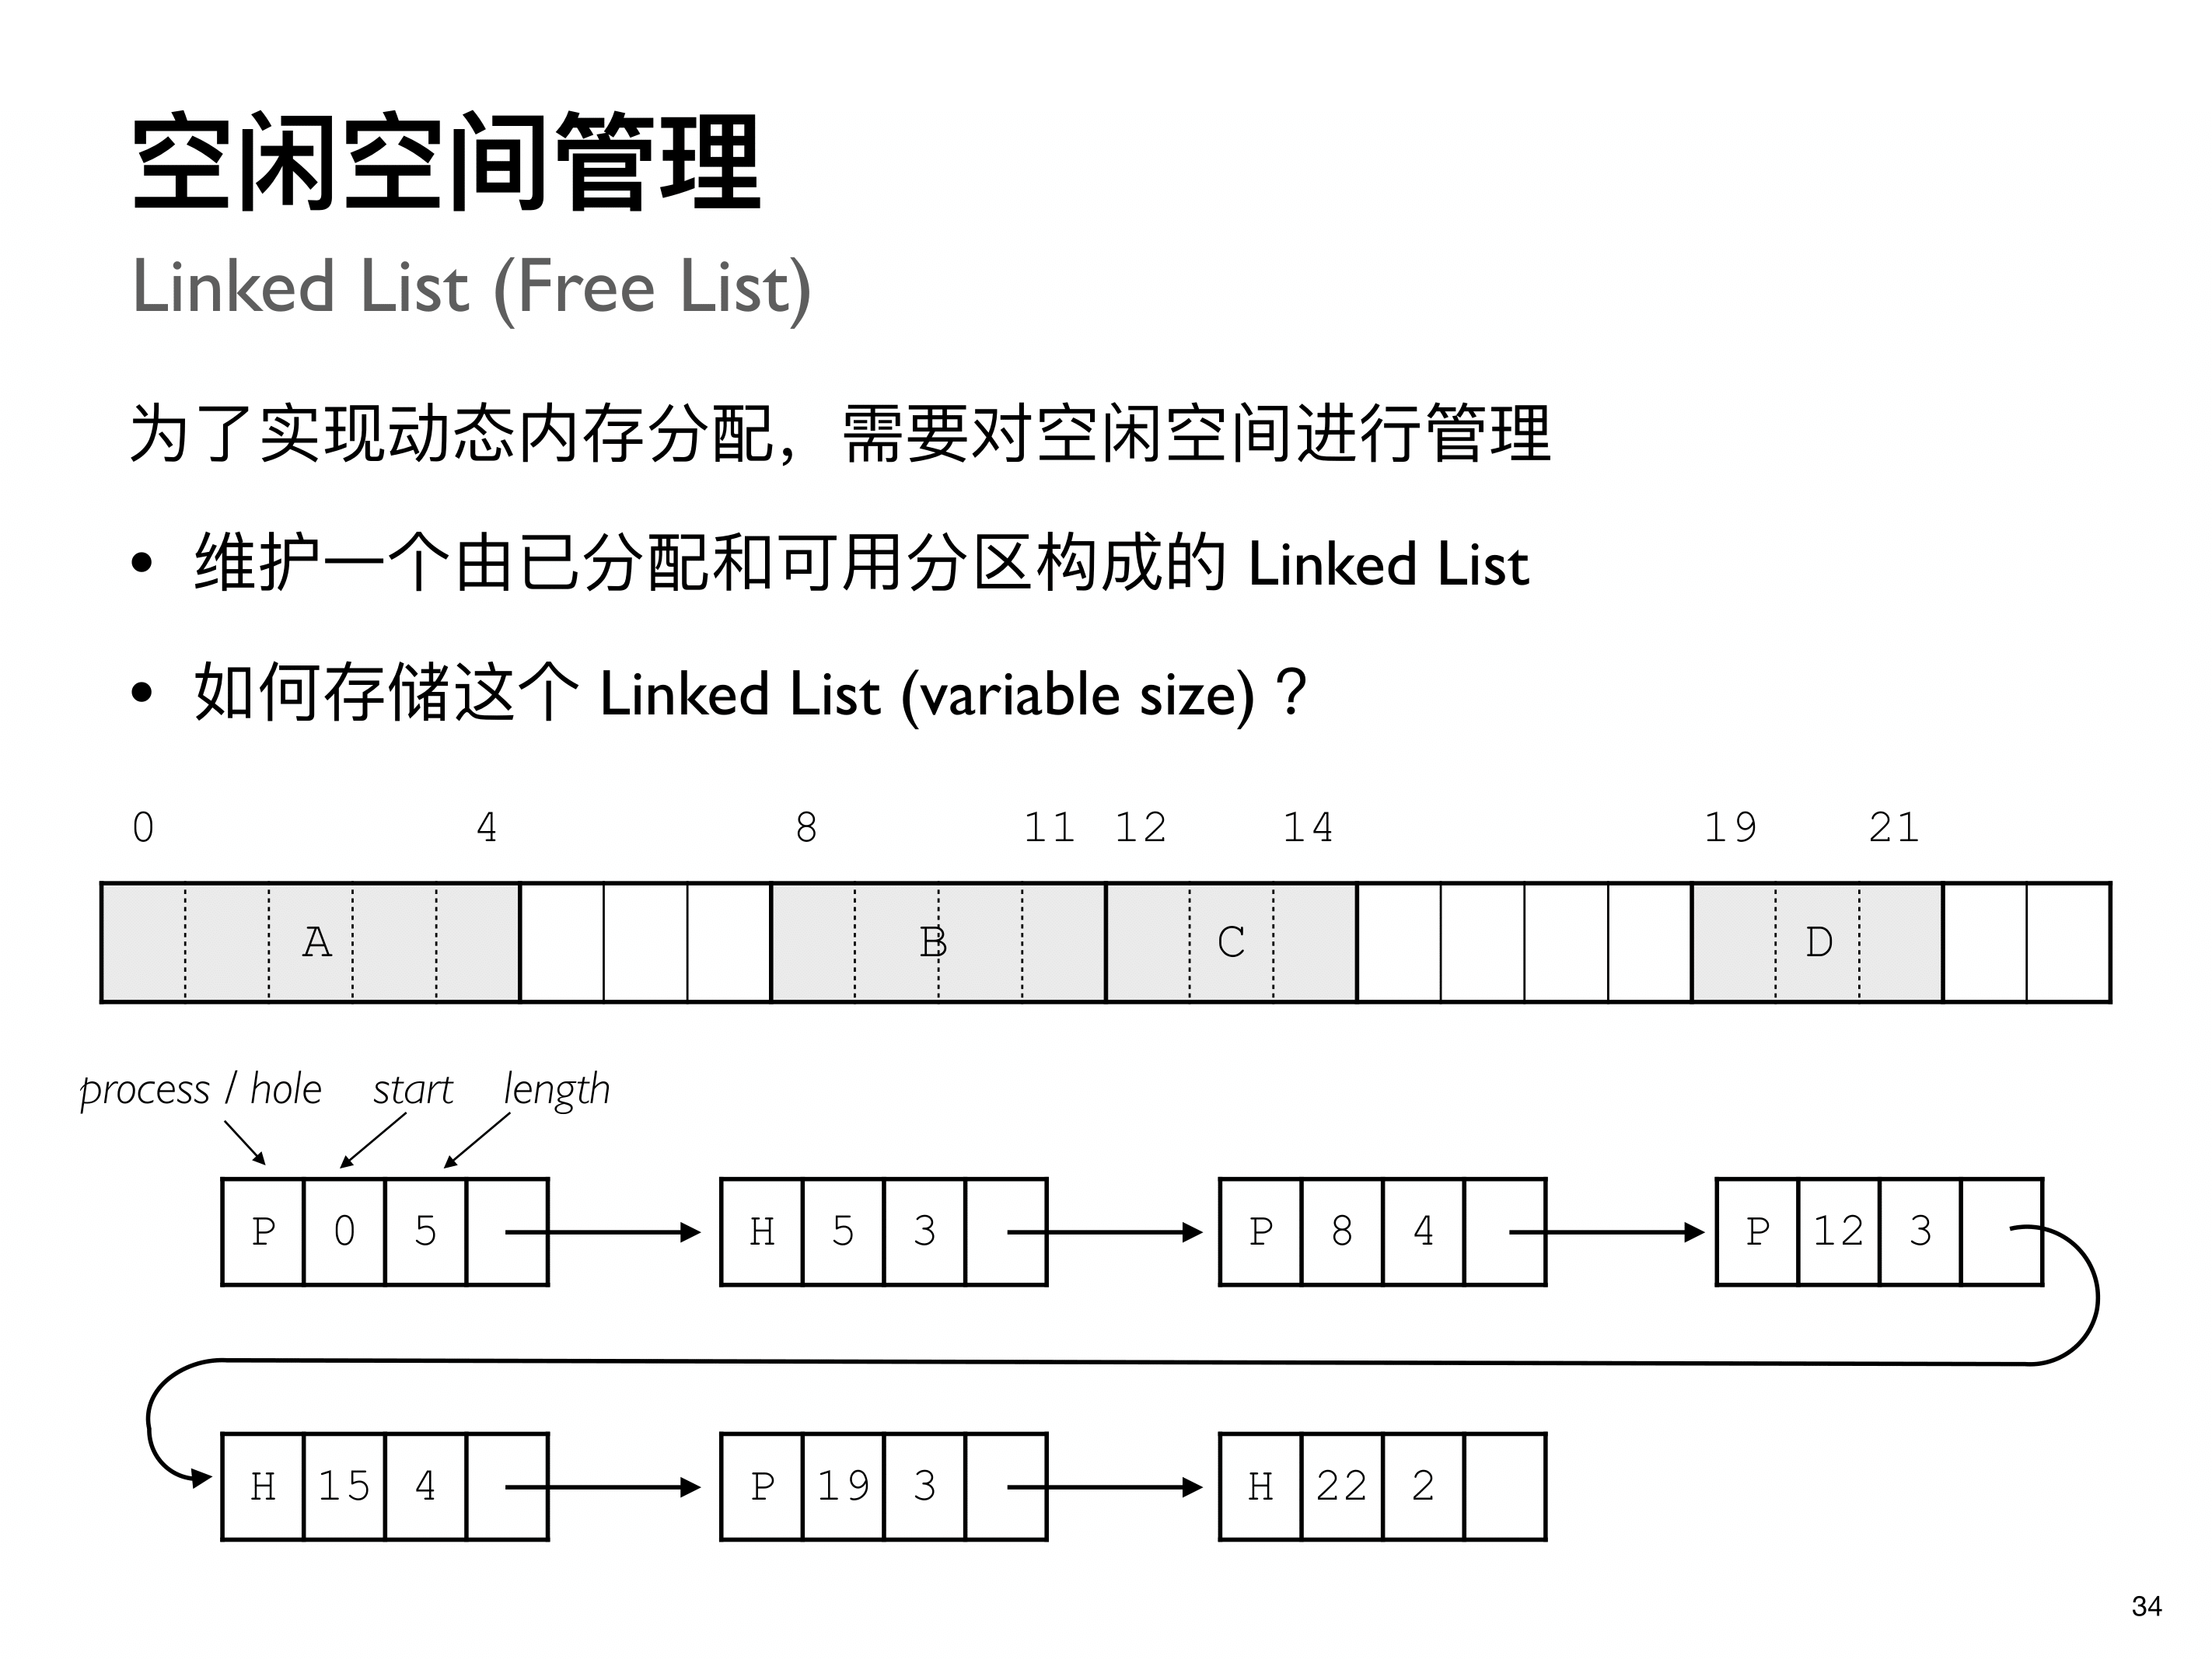 空闲空间管理
Linked List (Free List)
为了实现动态内存分配，需要对空闲空间进行管理
• 维护一个由已分配和可用分区构成的 Linked List
• 如何存储这个 Linked List (variable size)？
0 4 8 11 12 14 19 21
A B C D
process / hole start length
P 0 5 H 5 3 P 8 4 P 12 3
H 15 4 P 19 3 H 22 2
34